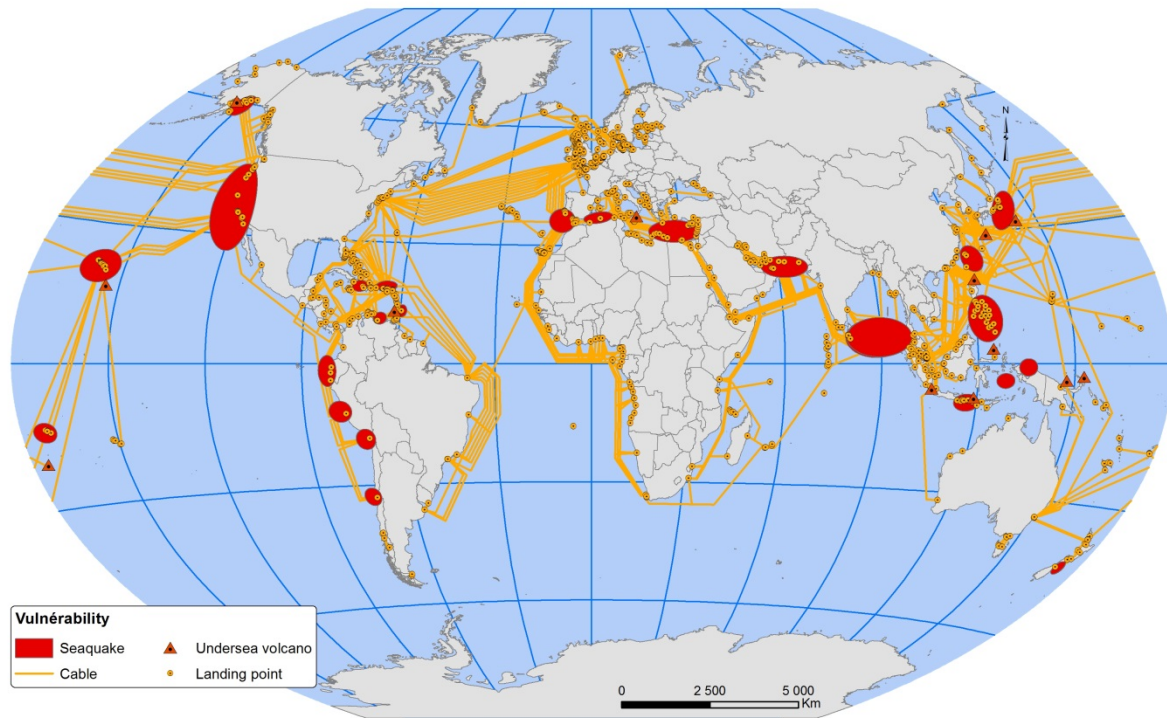 N
Vulnérability
Seaquake
Undersea volcano
Cable
Landing point
0 2 500 5 000
Km